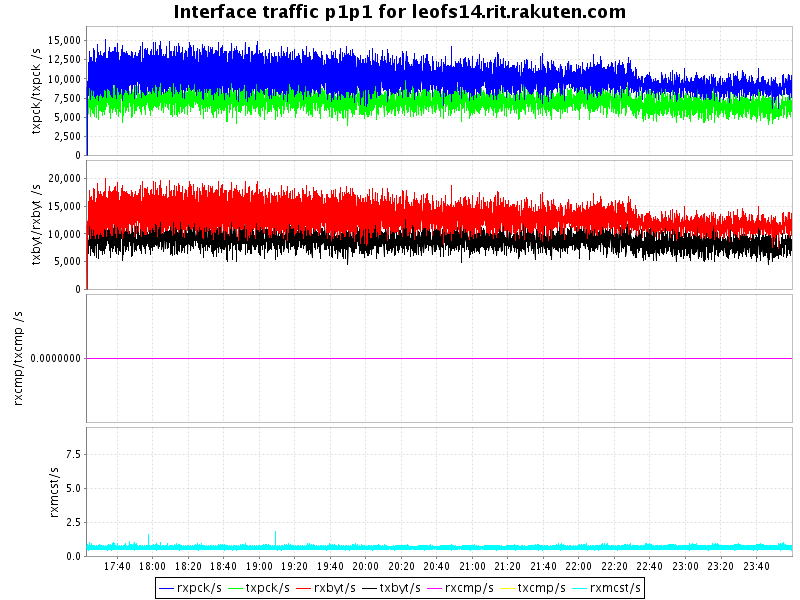 Interface traffic p1p1 for leofs14.rit.rakuten.com
txpck/txpck /s
15,000
12,500
10,000
7,500
5,000
2,500
0
txbyt/rxbyt /s
20,000
15,000
10,000
5,000
0
rxcmp/txcmp /s
0.0000000
rxmcst/s
7.5
5.0
2.5
0.0
17:40 18:00 18:20 18:40 19:00 19:20 19:40 20:00 20:20 20:40 21:00 21:20 21:40 22:00 22:20 22:40 23:00 23:20 23:40
rxpck/s txpck/s rxbyt/s txbyt/s rxcmp/s txcmp/s rxmcst/s